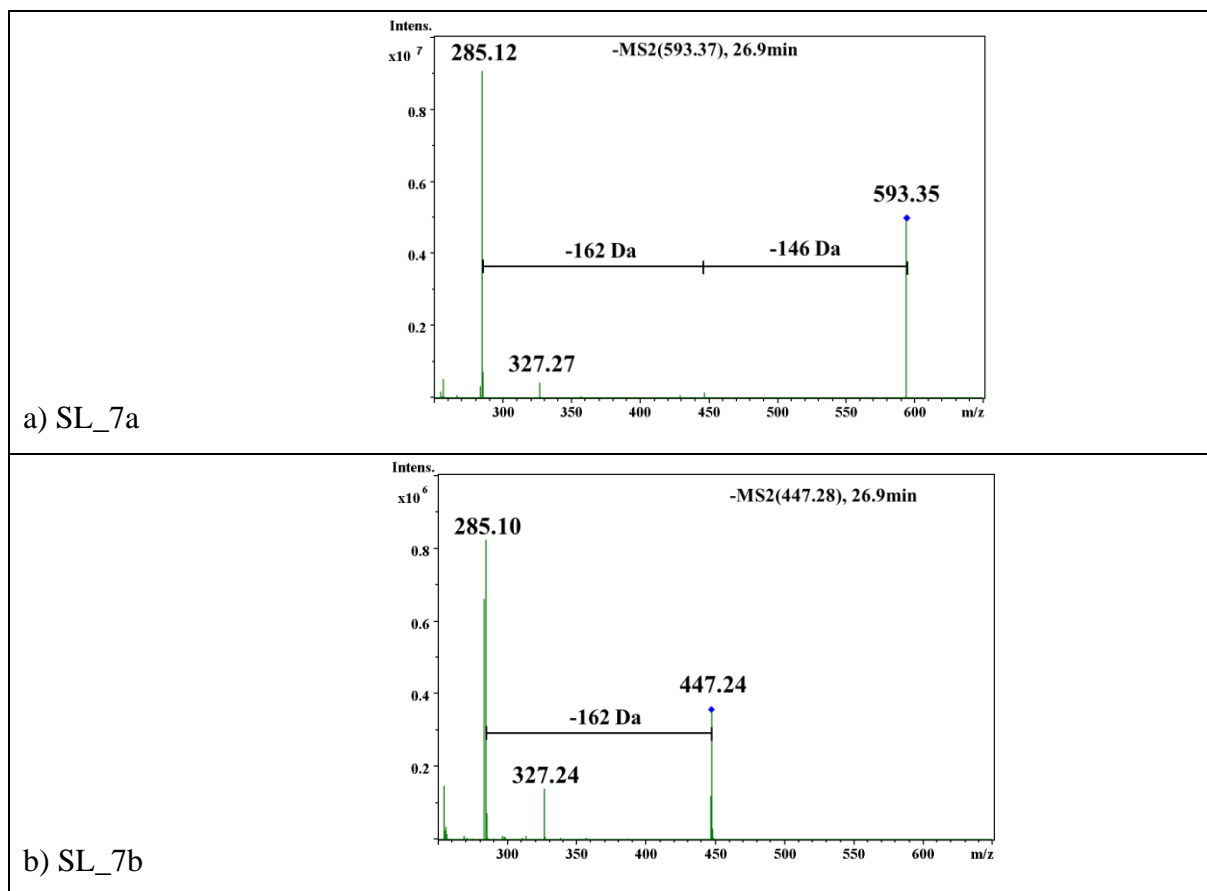 Intens.
x10 7
-MS2(593.37), 26.9min
285.12
0.8
0.6
593.35
0.4
-162 Da
-146 Da
0.2
327.27
300 350 400 450 500 550 600 m/z
a) SL_7a
Intens.
x10 6
-MS2(447.28), 26.9min
285.10
0.8
0.6
447.24
0.4
-162 Da
0.2
327.24
300 350 400 450 500 550 600 m/z
b) SL_7b